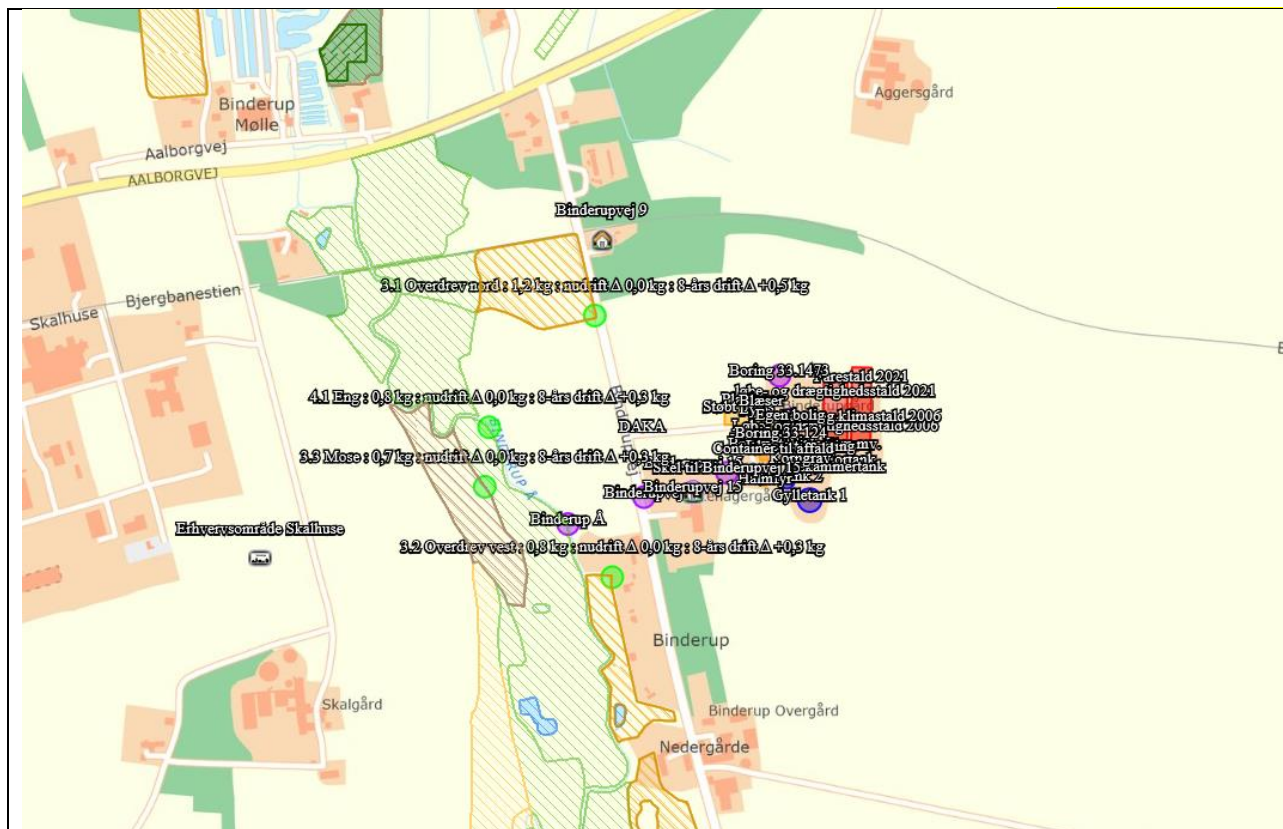 Aggersgård
Binderup
Mølle
Aalborgvej
AALBORGVEJ
Binderupvej 9
3.1 Overdrev nord : 1,2 kg : nudrift Δ 0,0 kg : 8-års drift Δ +0,5 kg
Bjergbanestien
Skalhuse
Boring 33.1473
Farestald 2021
løbe- og drægtighedsstald 2021
Blæser
Støbt
Egen bolig
klimastald 2006
4.1 Eng : 0,8 kg : nudrift Δ 0,0 kg : 8-års drift Δ +0,3 kg
Binderupvej
DAKA
Boring 33.124
Container til affald
3.3 Mose : 0,7 kg : nudrift Δ 0,0 kg : 8-års drift Δ +0,3 kg
Skel til Binderupvej 15
BINDERUP Å
Binderupvej 15
Gylletank 1
Binderup Å
Erhvervsområde Skalhuse
3.2 Overdrev vest : 0,8 kg : nudrift Δ 0,0 kg : 8-års drift Δ +0,3 kg
Binderup
Skalgård
Binderup Overgård
Nedergårde